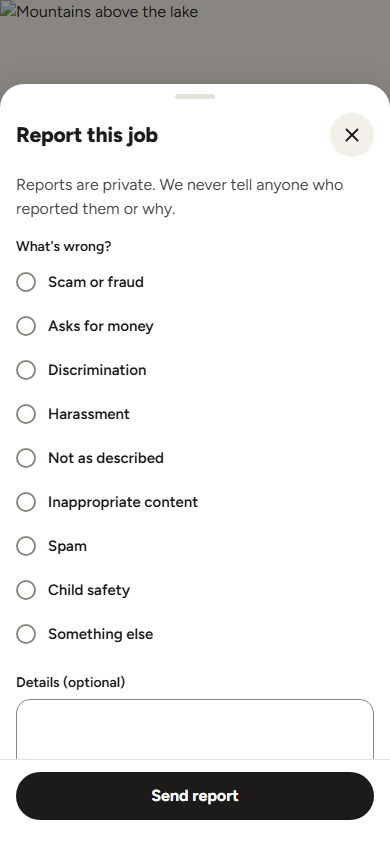 Mountains above the lake
Report this job
Reports are private. We never tell anyone who
reported them or why.
What's wrong?
Scam or fraud
Asks for money
Discrimination
Harassment
Not as described
Inappropriate content
Spam
Child safety
Something else
Details (optional)
Send report